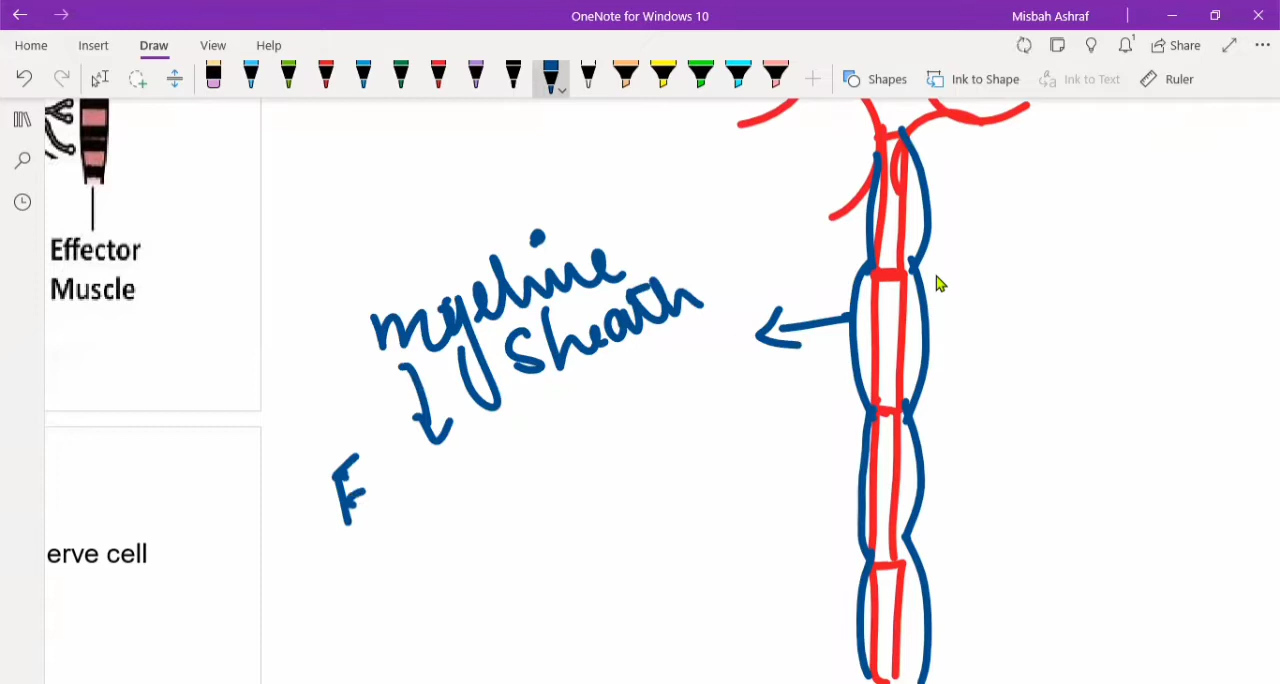 OneNote for Windows 10
Misbah Ashraf
Home Insert Draw View Help
Share
Shapes Ink to Shape Ink to Text Ruler
Effector
Muscle
myeline
Sheath
F
erve cell